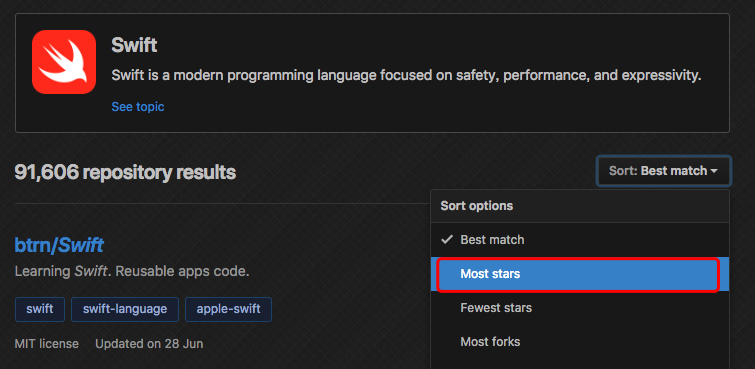 Swift
Swift is a modern programming language focused on safety, performance, and expressivity.
See topic
91,606 repository results
Sort: Best match
Sort options
Best match
Most stars
Fewest stars
Most forks
btrn/Swift
Learning Swift. Reusable apps code.
swift swift-language apple-swift
MIT license Updated on 28 Jun